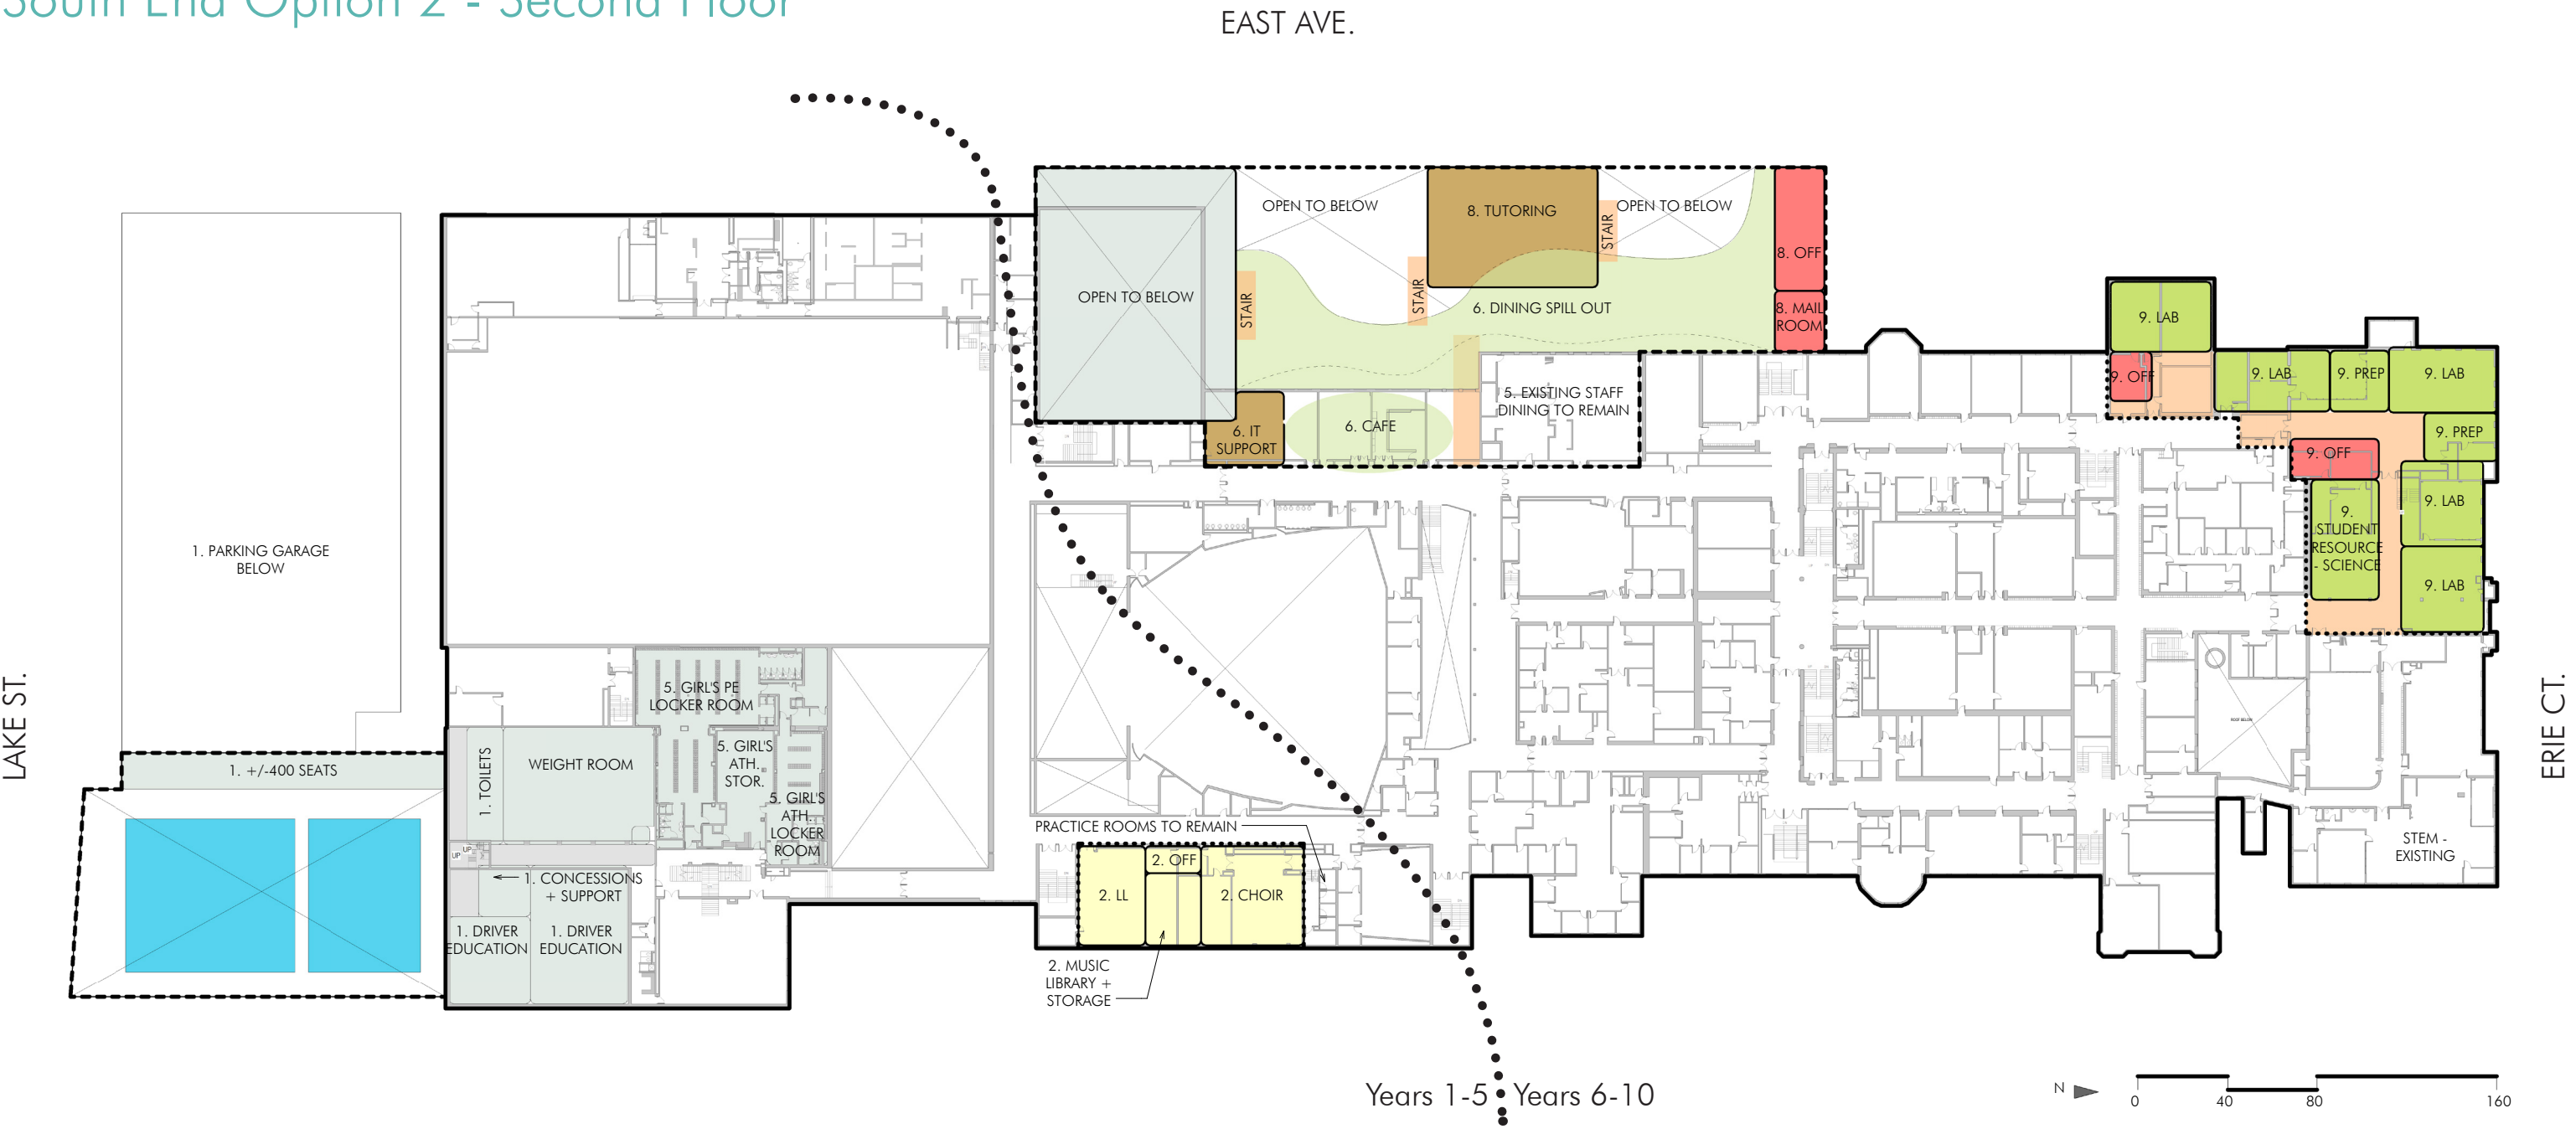 South End Option 2 - Second Floor
EAST AVE.
OPEN TO BELOW
8. TUTORING
STAIR
OPEN TO BELOW
8. OFF
OPEN TO BELOW
STAIR
STAIR
6. DINING SPILL OUT
8. MAIL
ROOM
9. LAB
9. OFF
9. LAB
9. PREP
9. LAB
5. EXISTING STAFF
DINING TO REMAIN
6. IT
SUPPORT
6. CAFE
9. PREP
9. OFF
9. LAB
9.
STUDENT
RESOURCE
- SCIENCE
9. LAB
1. PARKING GARAGE
BELOW
LAKE ST.
ERIE CT.
5. GIRL'S PE
LOCKER ROOM
1. +/-400 SEATS
1. TOILETS
WEIGHT ROOM
5. GIRL'S
ATH.
STOR.
5. GIRL'S
ATH.
LOCKER
ROOM
ROOF BELOW
UP
UP
1. CONCESSIONS
+ SUPPORT
1. DRIVER
EDUCATION
1. DRIVER
EDUCATION
PRACTICE ROOMS TO REMAIN
2. OFF
2. LL
2. CHOIR
2. MUSIC
LIBRARY +
STORAGE
STEM -
EXISTING
Years 1-5
Years 6-10
N
0
40
80
160